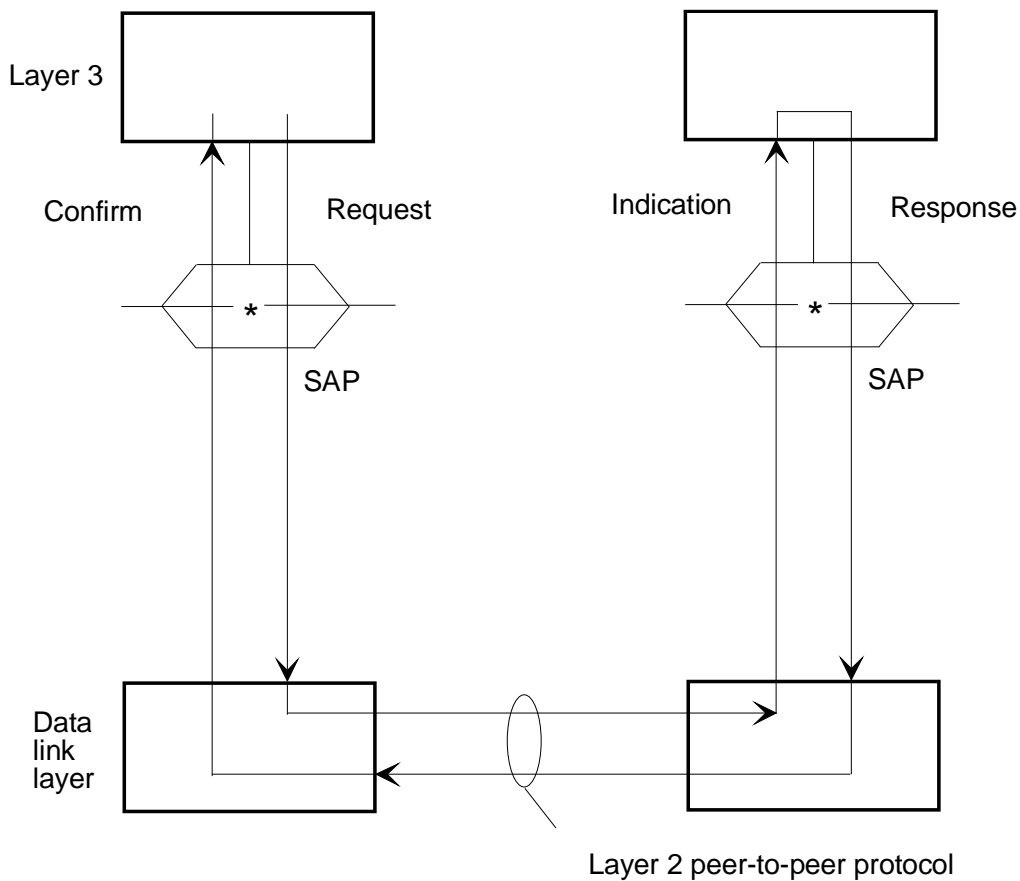 Layer 3
Confirm
Request
Indication
Response
*
*
SAP
SAP
Data
link
layer
Layer 2 peer-to-peer protocol